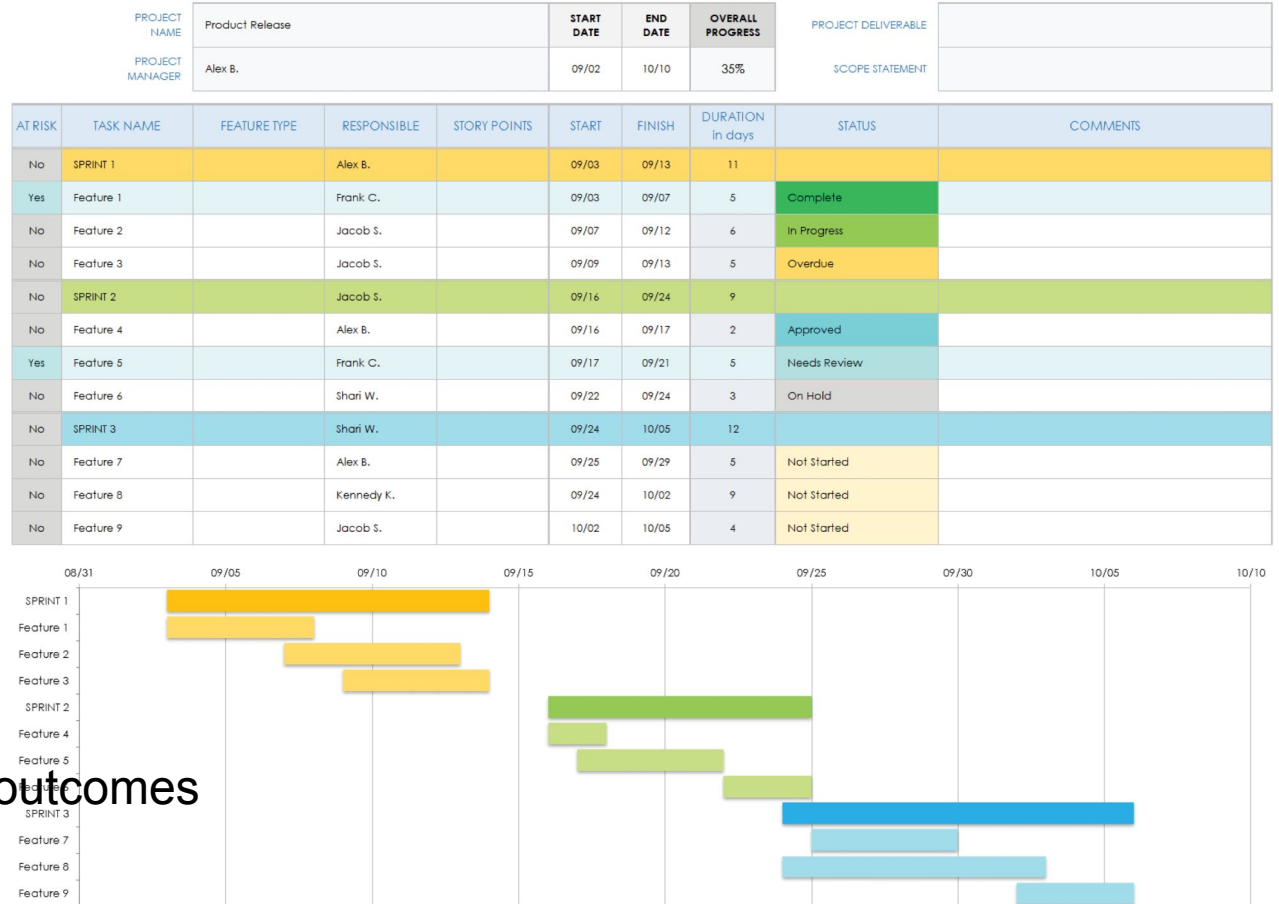 PROJECT NAME Product Release START DATE END DATE OVERALL PROGRESS PROJECT DELIVERABLE
PROJECT MANAGER Alex B. 09/02 10/10 35% SCOPE STATEMENT
AT RISK TASK NAME FEATURE TYPE RESPONSIBLE STORY POINTS START FINISH DURATION in days STATUS COMMENTS
No SPRINT 1 Alex B. 09/03 09/13 11
Yes Feature 1 Frank C. 09/03 09/07 5 Complete
No Feature 2 Jacob S. 09/07 09/12 6 In Progress
No Feature 3 Jacob S. 09/09 09/13 5 Overdue
No SPRINT 2 Jacob S. 09/16 09/24 9
No Feature 4 Alex B. 09/16 09/17 2 Approved
Yes Feature 5 Frank C. 09/17 09/21 5 Needs Review
No Feature 6 Shari W. 09/22 09/24 3 On Hold
No SPRINT 3 Shari W. 09/24 10/05 12
No Feature 7 Alex B. 09/25 09/29 5 Not Started
No Feature 8 Kennedy K. 09/24 10/02 9 Not Started
No Feature 9 Jacob S. 10/02 10/05 4 Not Started
08/31 09/05 09/10 09/15 09/20 09/25 09/30 10/05 10/10
SPRINT 1
Feature 1
Feature 2
Feature 3
SPRINT 2
Feature 4
Feature 5
outcomes
Feature 6
SPRINT 3
Feature 7
Feature 8
Feature 9